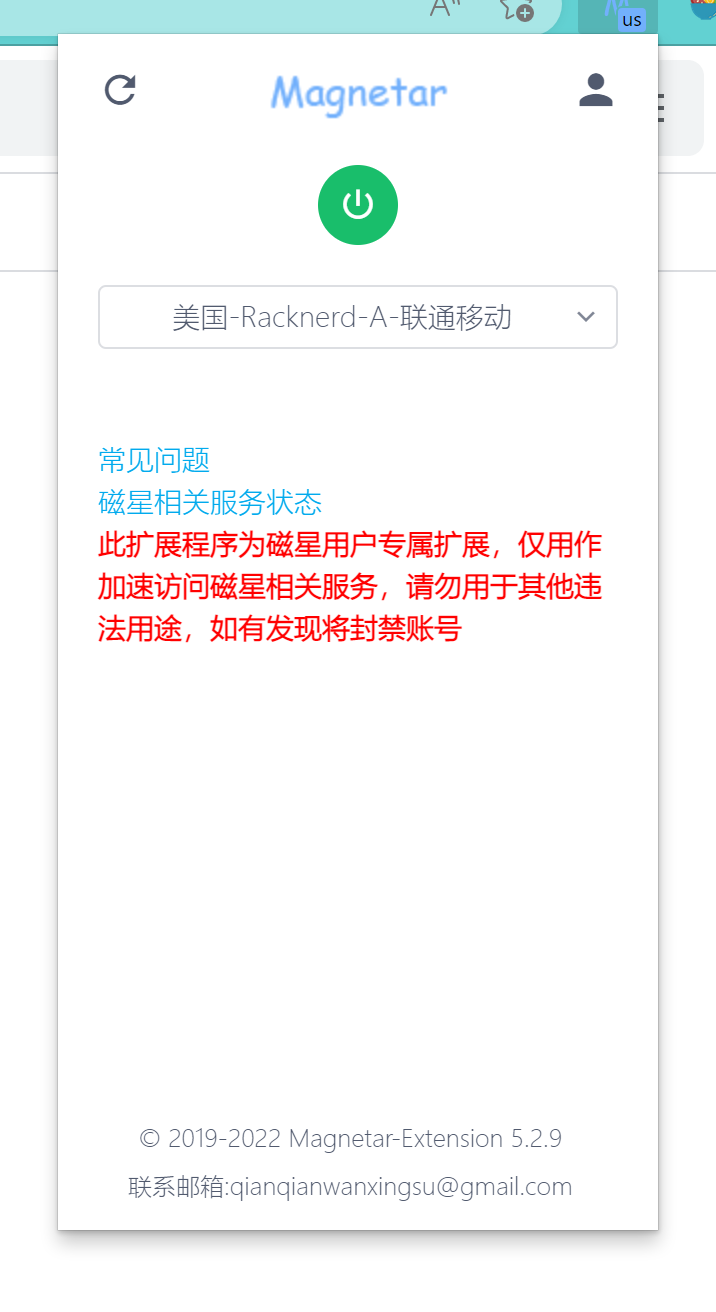 us
Magnetar
美国-Racknerd-A-联通移动
常见问题
磁星相关服务状态
此扩展程序为磁星用户专属扩展，仅用作
加速访问磁星相关服务，请勿用于其他违
法用途，如有发现将封禁账号
© 2019-2022 Magnetar-Extension 5.2.9
联系邮箱:qianqianwanxingsu@gmail.com